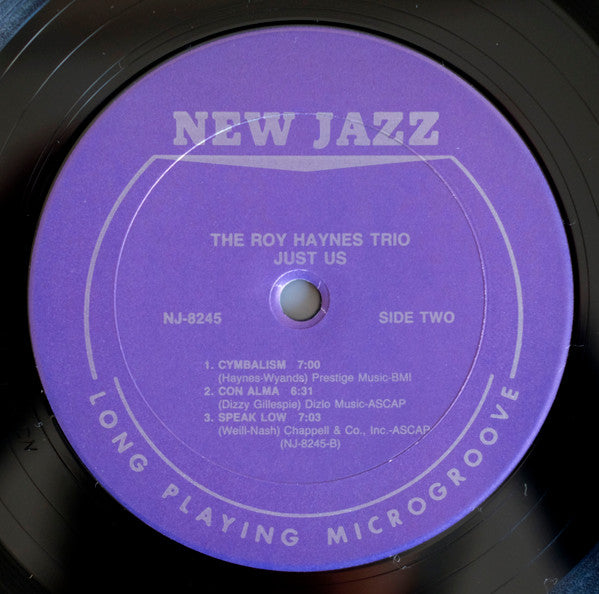 NEW JAZZ
THE ROY HAYNES TRIO
JUST US
NJ-8245
SIDE TWO
1. CYMBALISM 7:00
(Haynes-Wyands) Prestige Music-BMI
2. CON ALMA 6:31
(Dizzy Gillespie) Dizlo Music-ASCAP
3. SPEAK LOW 7:03
(Weill-Nash) Chappell & Co., Inc.-ASCAP
(NJ-8245-B)
LONG PLAYING MICROGROOVE